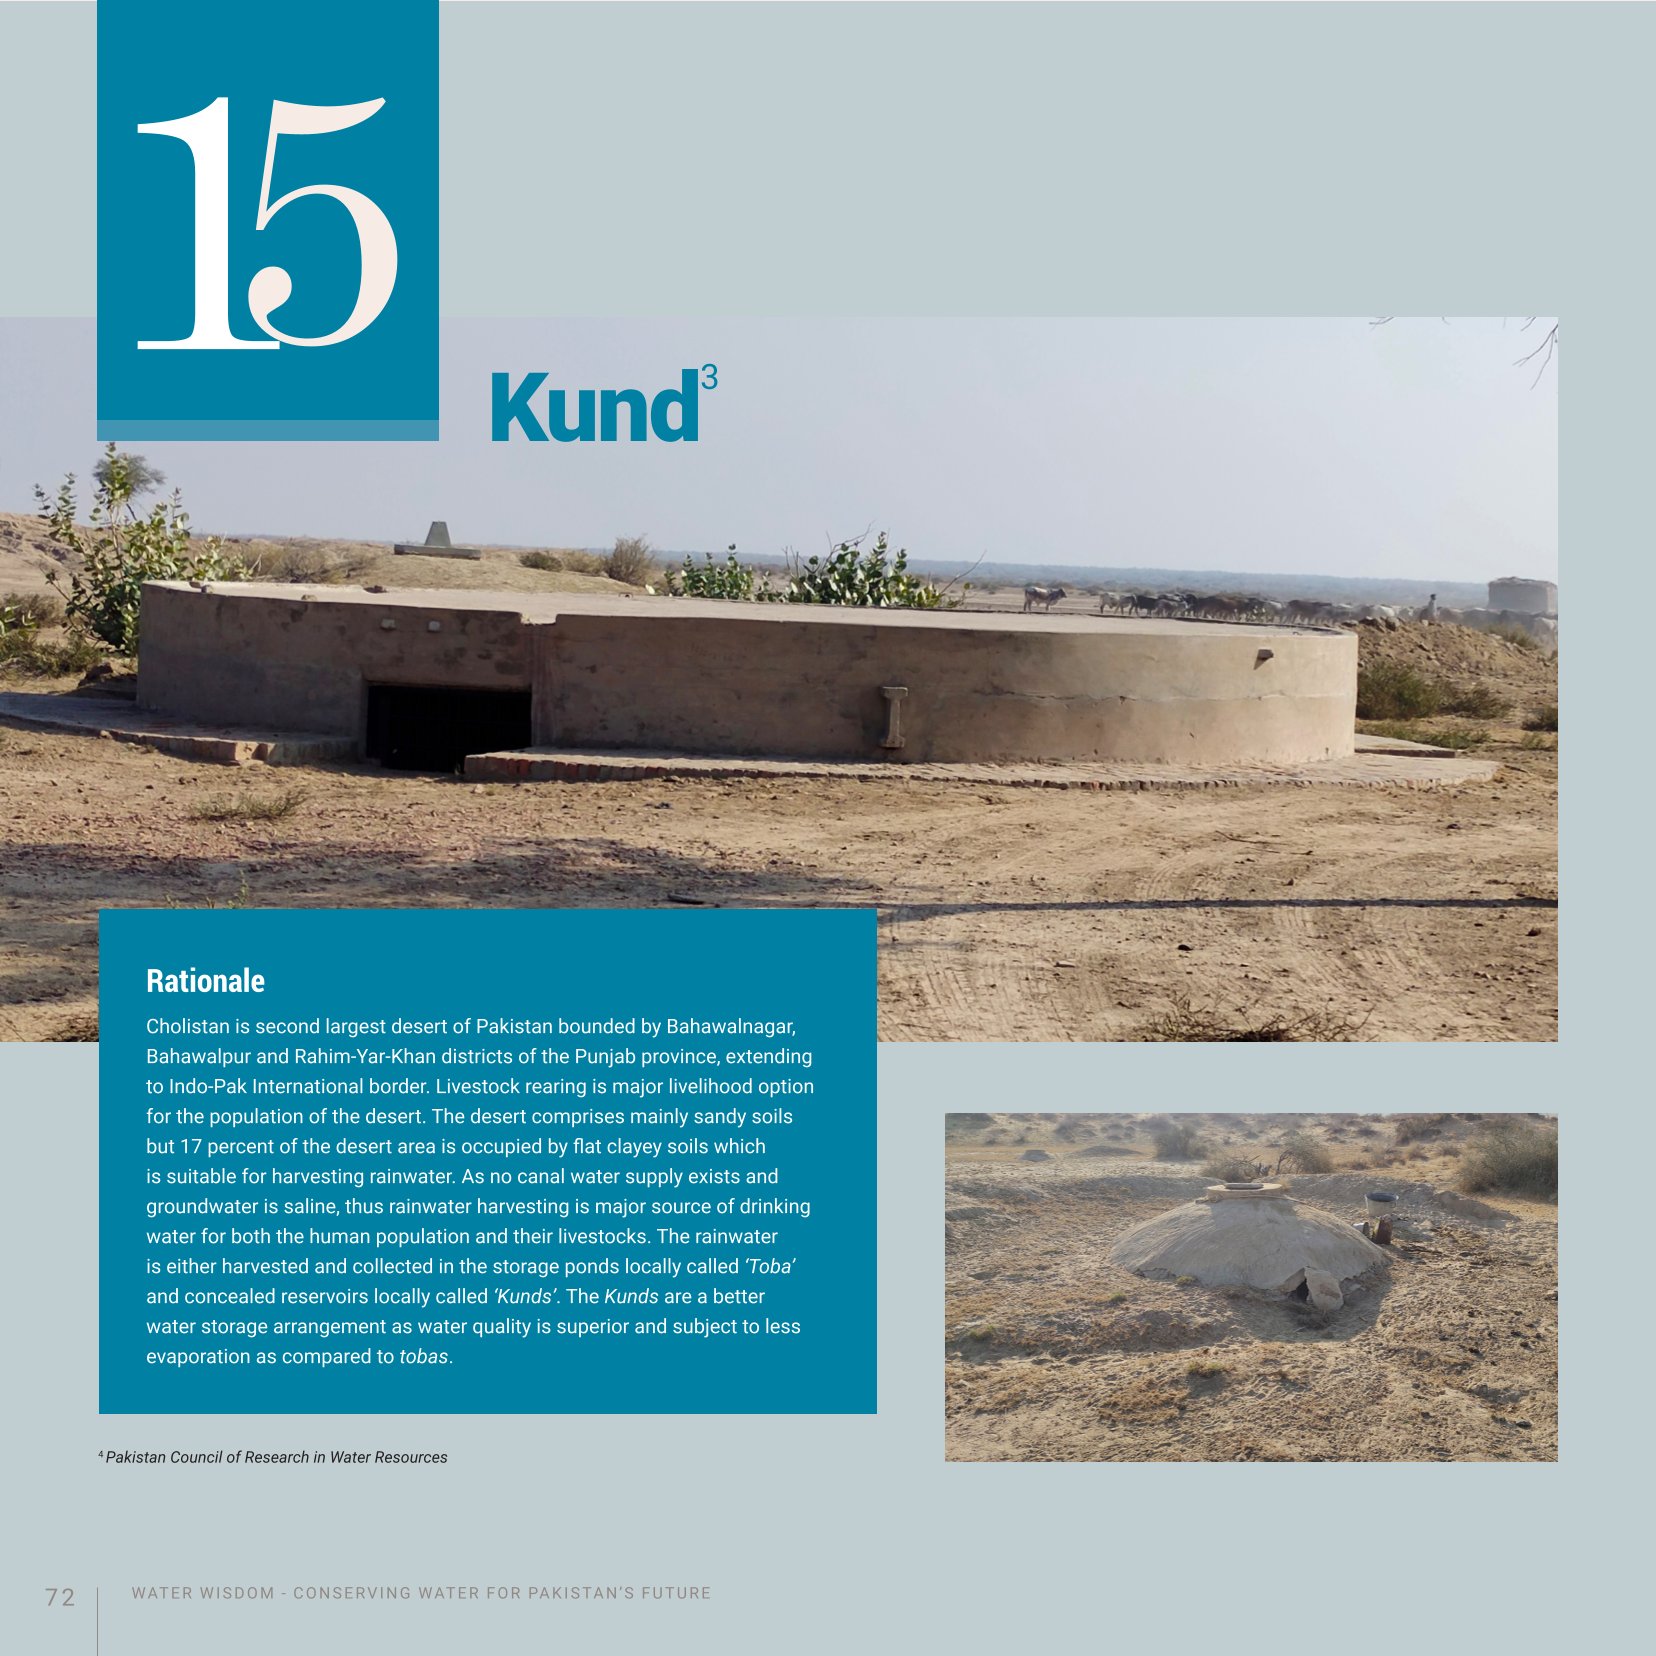 15
Kund³
Rationale
Cholistan is second largest desert of Pakistan bounded by Bahawalnagar,
Bahawalpur and Rahim-Yar-Khan districts of the Punjab province, extending
to Indo-Pak International border. Livestock rearing is major livelihood option
for the population of the desert. The desert comprises mainly sandy soils
but 17 percent of the desert area is occupied by flat clayey soils which
is suitable for harvesting rainwater. As no canal water supply exists and
groundwater is saline, thus rainwater harvesting is major source of drinking
water for both the human population and their livestocks. The rainwater
is either harvested and collected in the storage ponds locally called ‘Toba’
and concealed reservoirs locally called ‘Kunds’. The Kunds are a better
water storage arrangement as water quality is superior and subject to less
evaporation as compared to tobas.
⁴ Pakistan Council of Research in Water Resources
72
WATER WISDOM - CONSERVING WATER FOR PAKISTAN’S FUTURE